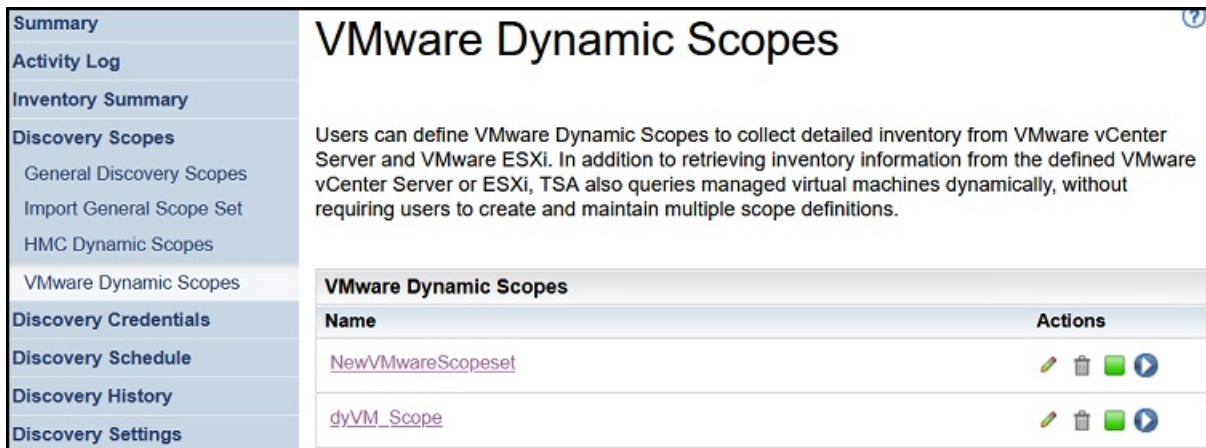 Summary
Activity Log
Inventory Summary
Discovery Scopes
General Discovery Scopes
Import General Scope Set
HMC Dynamic Scopes
VMware Dynamic Scopes
Discovery Credentials
Discovery Schedule
Discovery History
Discovery Settings
?
VMware Dynamic Scopes
Users can define VMware Dynamic Scopes to collect detailed inventory from VMware vCenter
Server and VMware ESXi. In addition to retrieving inventory information from the defined VMware
vCenter Server or ESXi, TSA also queries managed virtual machines dynamically, without
requiring users to create and maintain multiple scope definitions.
VMware Dynamic Scopes
Name Actions
NewVMwareScopeset
dyVM_Scope